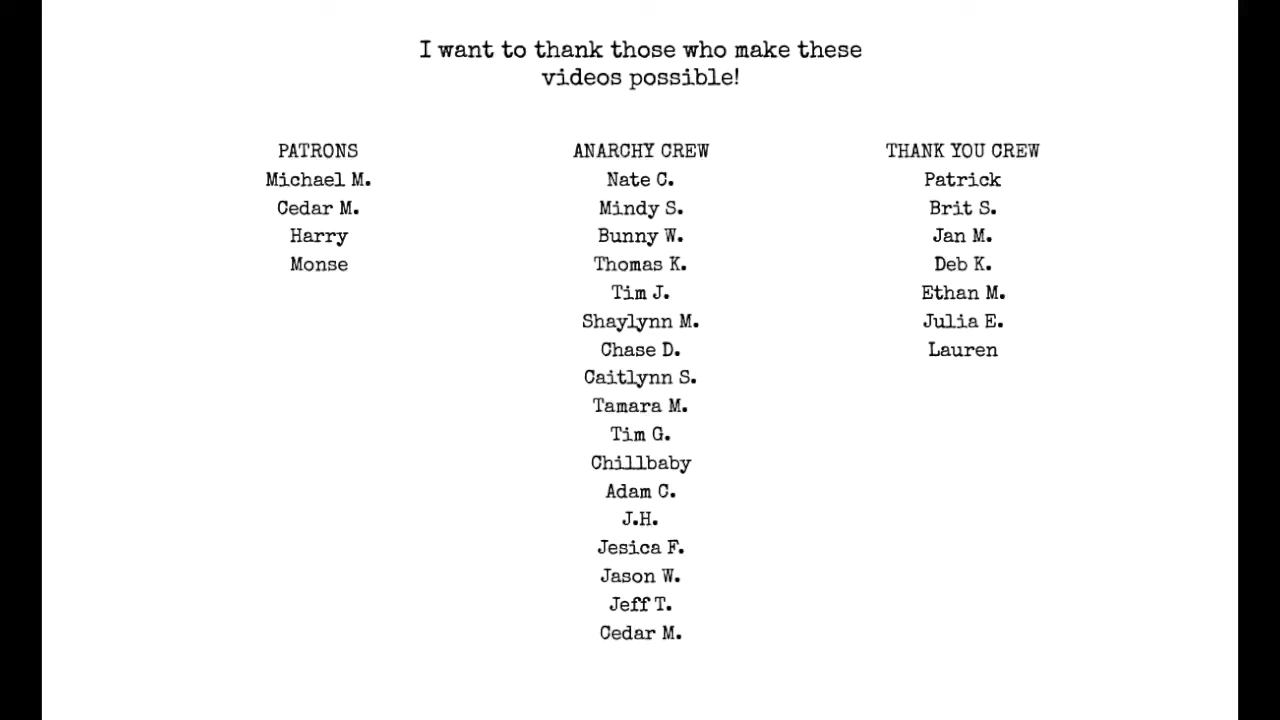 I want to thank those who make these
videos possible!
PATRONS
Michael M.
Cedar M.
Harry
Monse
ANARCHY CREW
Nate C.
Mindy S.
Bunny W.
Thomas K.
Tim J.
Shaylynn M.
Chase D.
Caitlynn S.
Tamara M.
Tim G.
Chillbaby
Adam C.
J.H.
Jesica F.
Jason W.
Jeff T.
Cedar M.
THANK YOU CREW
Patrick
Brit S.
Jan M.
Deb K.
Ethan M.
Julia E.
Lauren